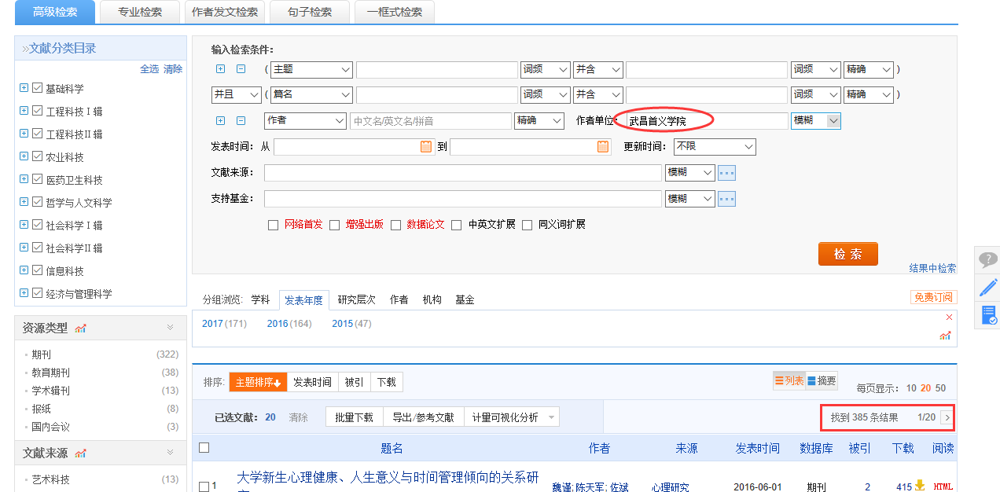 高级检索 专业检索 作者发文检索 句子检索 一框式检索
»文献分类目录
全选 清除
基础科学
工程科技Ⅰ辑
工程科技II辑
农业科技
医药卫生科技
哲学与人文科学
社会科学Ⅰ辑
社会科学II辑
信息科技
经济与管理科学
资源类型
期刊 (322)
教育期刊 (38)
学术辑刊 (13)
报纸 (8)
国内会议 (3)
文献来源
艺术科技 (13)
输入检索条件:
( 主题 词频 并含 词频 精确 )
并且 ( 篇名 词频 并含 词频 精确 )
作者 中文名/英文名/拼音 精确 作者单位: 武昌首义学院 模糊
发表时间: 从 到 更新时间: 不限
文献来源: 模糊 ...
支持基金: 模糊 ...
网络首发 增强出版 数据论文 中英文扩展 同义词扩展
检索
结果中检索
分组浏览: 学科 发表年度 研究层次 作者 机构 基金 免费订阅
2017 (171) 2016 (164) 2015 (47)
排序: 主题排序 发表时间 被引 下载 列表 摘要 每页显示: 10 20 50
已选文献: 20 清除 批量下载 导出/参考文献 计量可视化分析 找到 385 条结果 1/20 >
题名 作者 来源 发表时间 数据库 被引 下载 阅读
1 大学新生心理健康、人生意义与时间管理倾向的关系研 魏谨; 陈天军; 佐斌 心理研究 2016-06-01 期刊 2 415 HTML